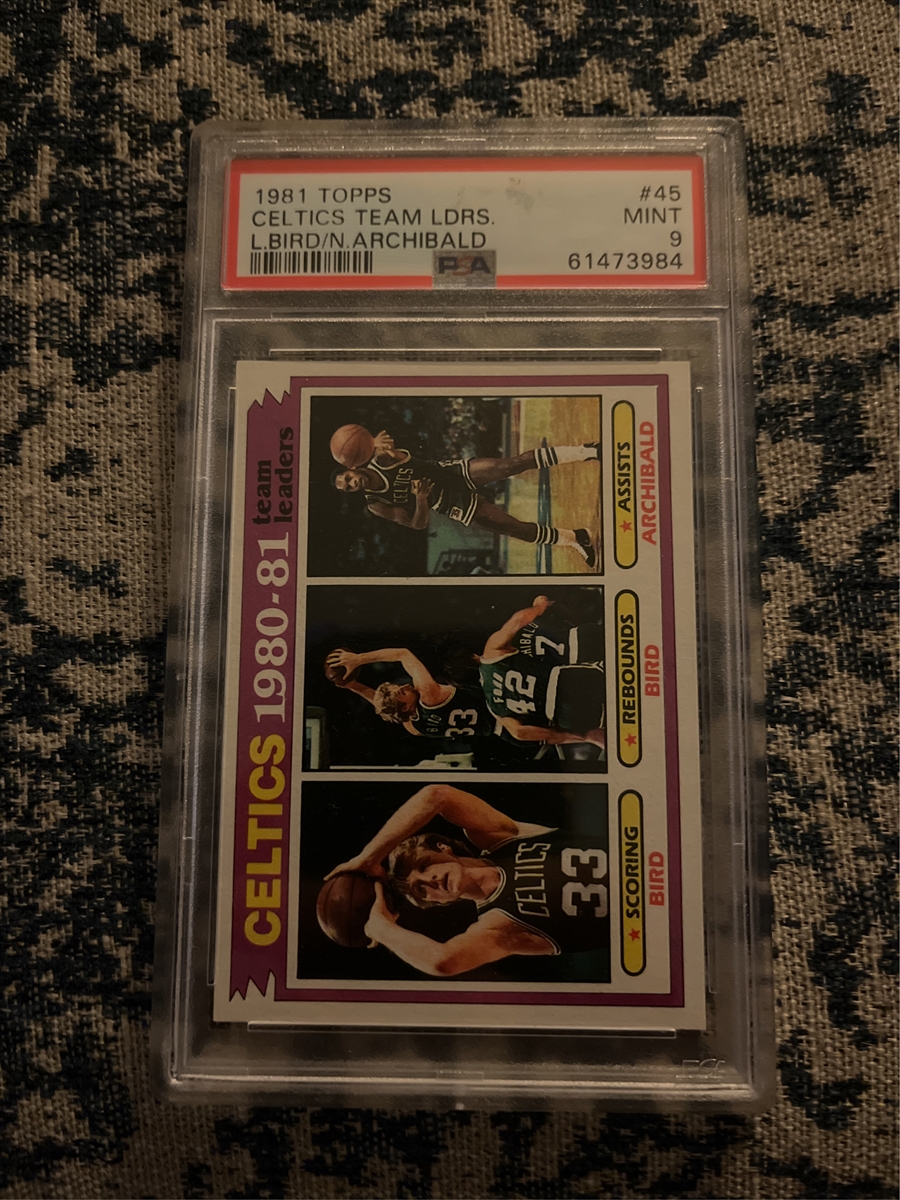 1981 TOPPS
#45
CELTICS TEAM LDRS.
MINT
L.BIRD/N.ARCHIBALD
9
PSA
61473984
CELTICS 1980-81 team leaders
CELTICS
33
BIRD
33
42
7
CELTICS
★ SCORING
BIRD
★ REBOUNDS
BIRD
★ ASSISTS
ARCHIBALD